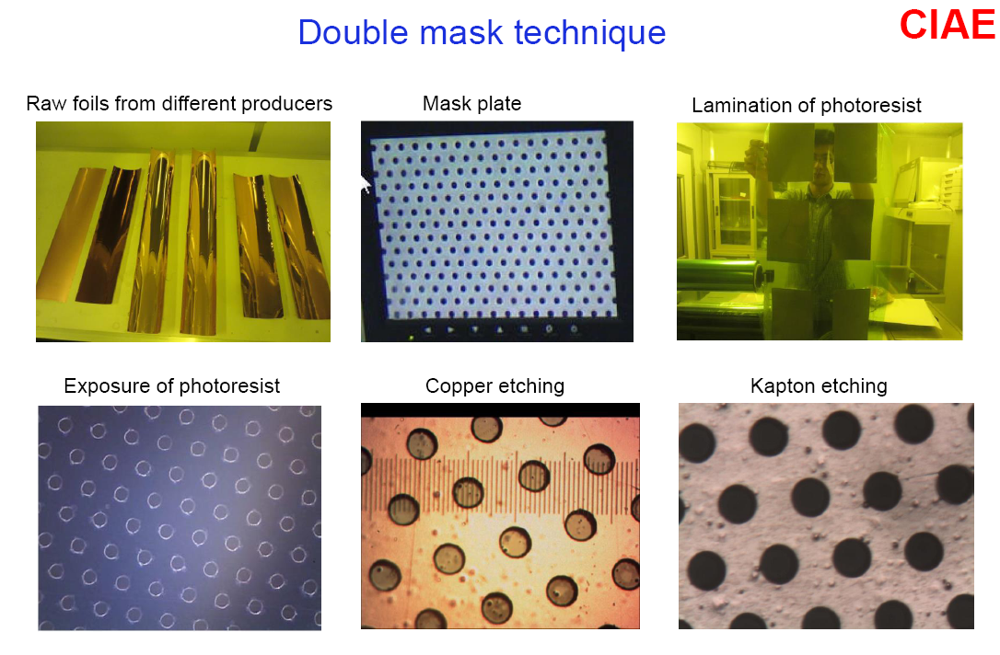 Double mask technique
CIAE
Raw foils from different producers
Mask plate
Lamination of photoresist
Exposure of photoresist
Copper etching
Kapton etching